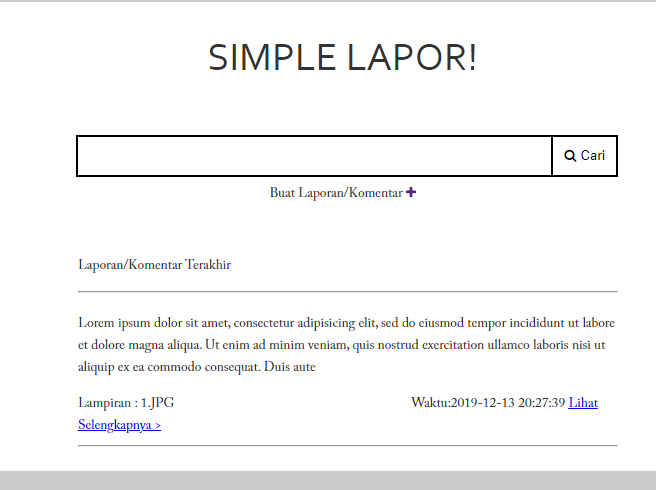 SIMPLE LAPOR!
Cari
Buat Laporan/Komentar
Laporan/Komentar Terakhir
Lorem ipsum dolor sit amet, consectetur adipisicing elit, sed do eiusmod tempor incididunt ut labore
et dolore magna aliqua. Ut enim ad minim veniam, quis nostrud exercitation ullamco laboris nisi ut
aliquip ex ea commodo consequat. Duis aute
Lampiran : 1.JPG Waktu:2019-12-13 20:27:39 Lihat
Selengkapnya >